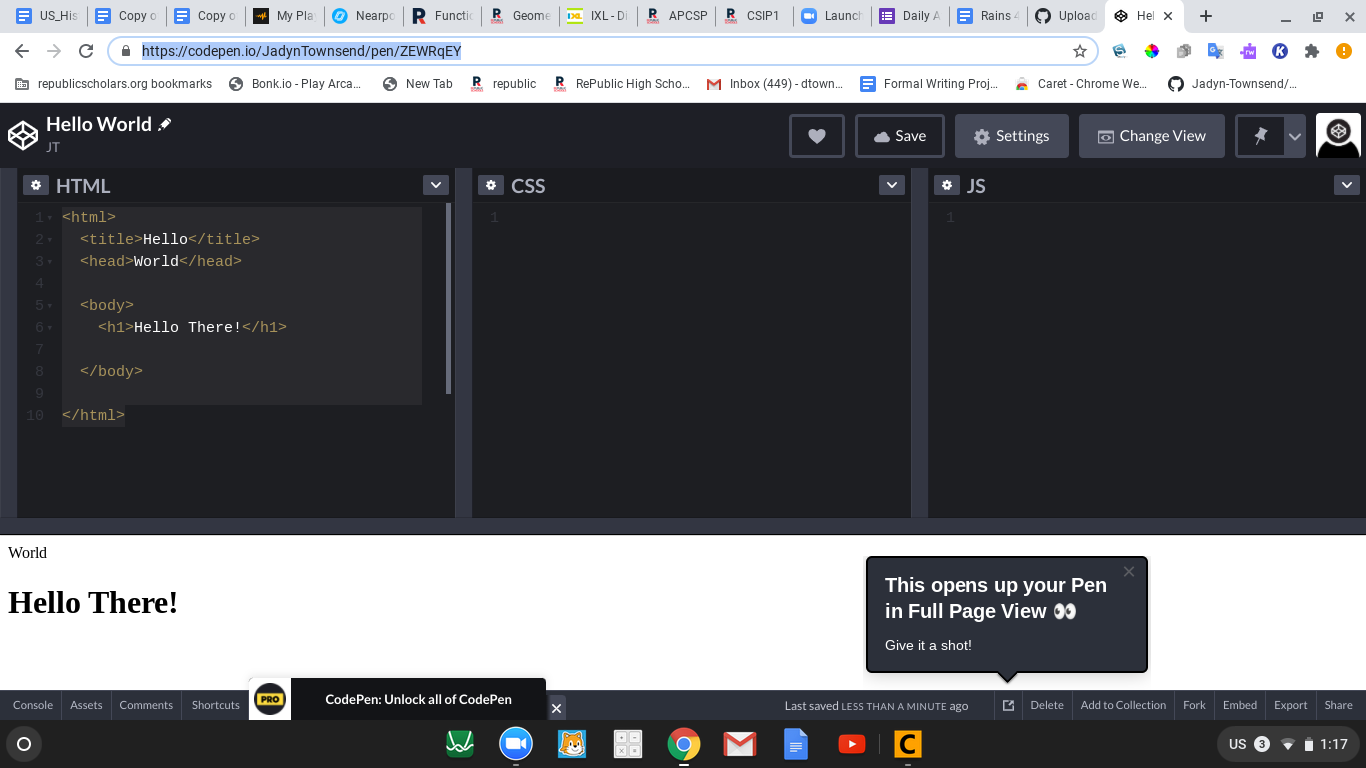 US_His
Copy o
Copy o
My Pla
Nearpo
Functio
Geome
IXL - Di
APCSP
CSIP1
Launch
Daily A
Rains 4
Upload
Hel
https://codepen.io/JadynTownsend/pen/ZEWRqEY
republicscholars.org bookmarks
Bonk.io - Play Arca...
New Tab
republic
RePublic High Scho...
Inbox (449) - dtown...
Formal Writing Proj...
Caret - Chrome We...
Jadyn-Townsend/...
Hello World
JT
Save
Settings
Change View
HTML
CSS
JS
1 <html>
2 <title>Hello</title>
3 <head>World</head>
4
5 <body>
6 <h1>Hello There!</h1>
7
8 </body>
9
10 </html>
1
1
World
Hello There!
This opens up your Pen
in Full Page View 👀
Give it a shot!
Console
Assets
Comments
Shortcuts
PRO
CodePen: Unlock all of CodePen
Last saved LESS THAN A MINUTE ago
Delete
Add to Collection
Fork
Embed
Export
Share
US 3 1:17